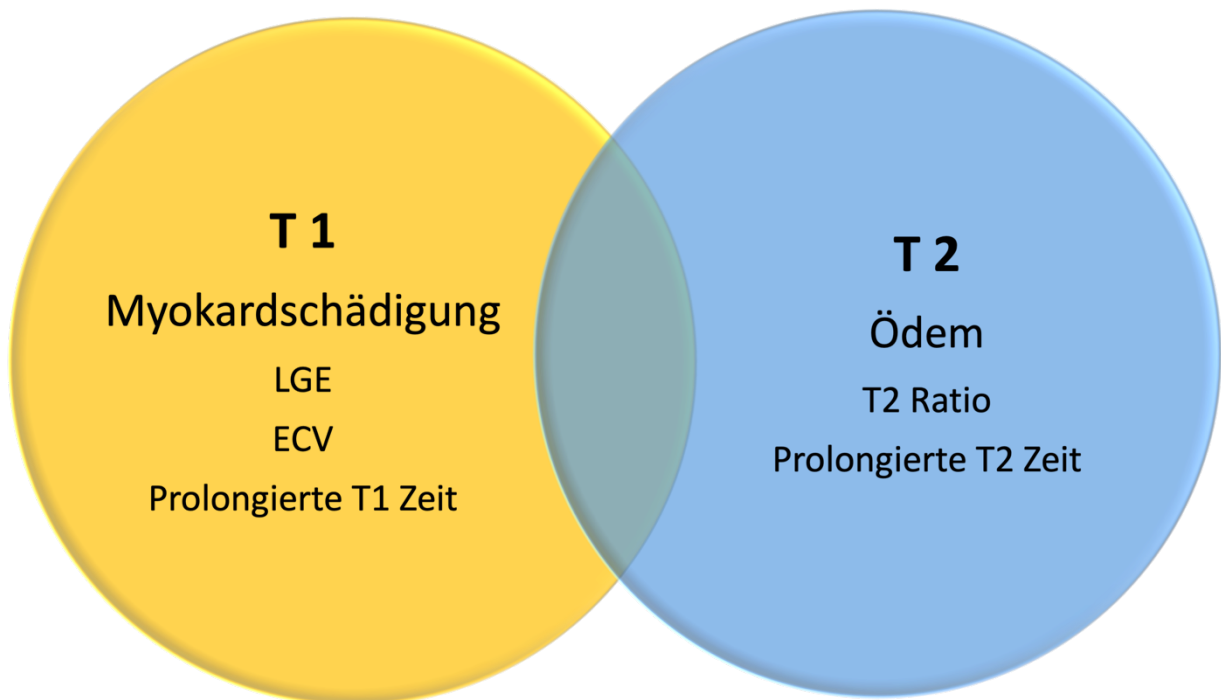 T 1
Myokardschädigung
LGE
ECV
Prolongierte T1 Zeit
T 2
Ödem
T2 Ratio
Prolongierte T2 Zeit